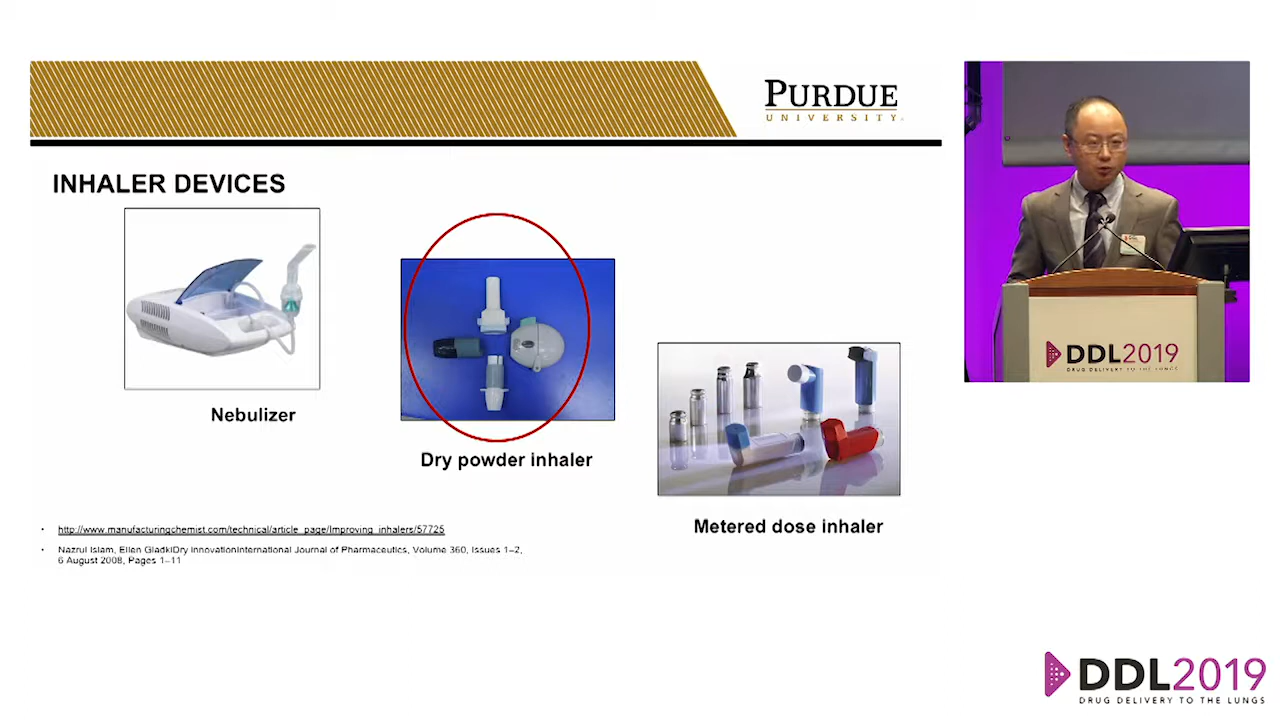 PURDUE
UNIVERSITY
INHALER DEVICES
Nebulizer
Dry powder inhaler
Metered dose inhaler
• http://www.manufacturingchemist.com/technical/article_page/Improving_inhalers/57725
• Nazrul Islam, Ellen GladkiDry InnovationInternational Journal of Pharmaceutics, Volume 360, Issues 1–2,
6 August 2008, Pages 1–11
DDL2019
DRUG DELIVERY TO THE LUNGS
DDL2019
DRUG DELIVERY TO THE LUNGS